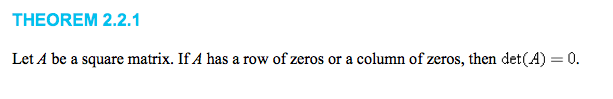 THEOREM 2.2.1
Let A be a square matrix. If A has a row of zeros or a column of zeros, then det(A) = 0.